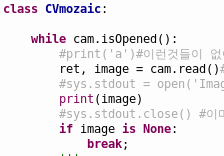 class CVmozaic:
while cam.isOpened():
#print('a')#이런것들이 없
ret, image = cam.read()
#sys.stdout = open('Imag
print(image)
#sys.stdout.close() #이
if image is None:
break;
'''